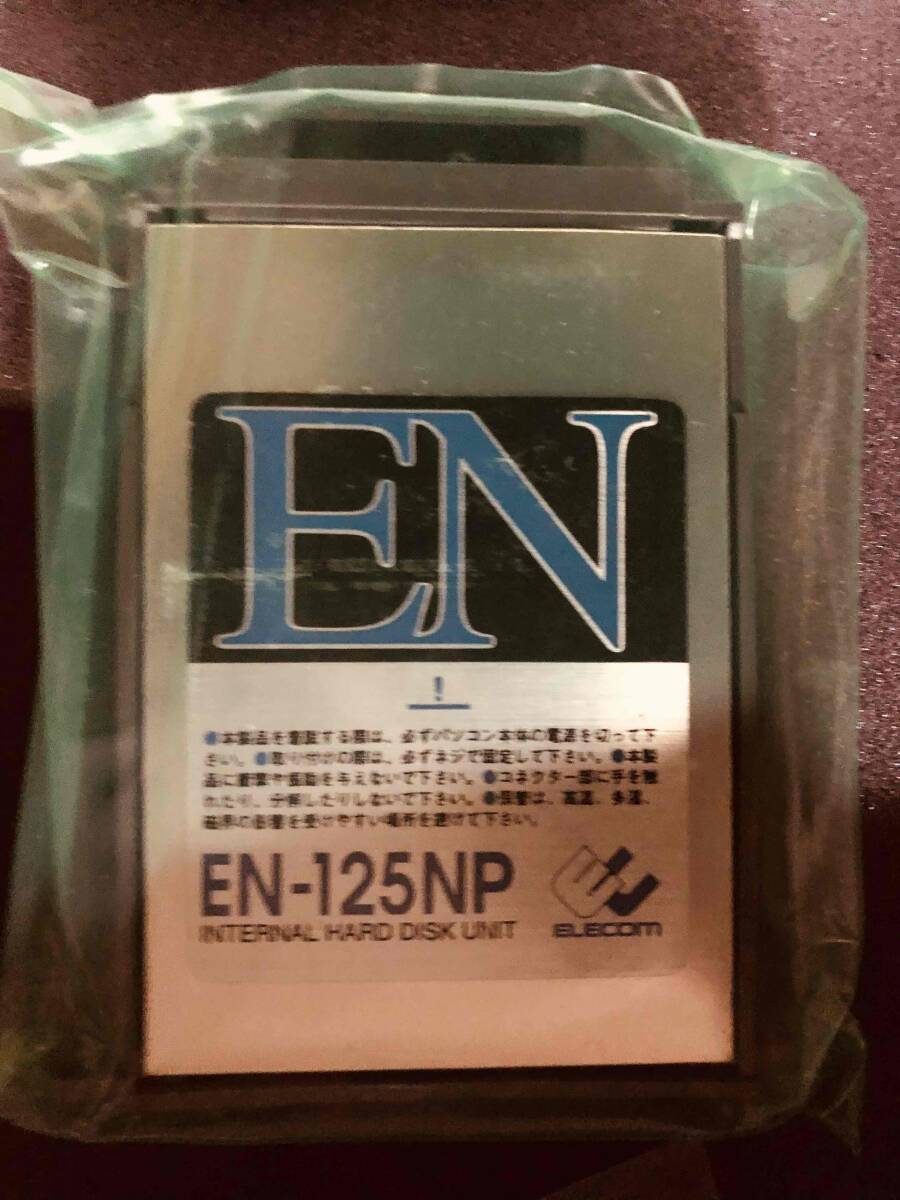 EN
!
●本製品を着脱する際は、必ずパソコン本体の電源を切って下
さい。●取り付けの際は、必ずネジで固定して下さい。●本製
品に衝撃や振動を与えないで下さい。●コネクター部に手を触
れたり、分解したりしないで下さい。●保管は、高温、多湿、
磁界の影響を受けやすい場所を避けて下さい。
EN-125NP
INTERNAL HARD DISK UNIT
ELECOM